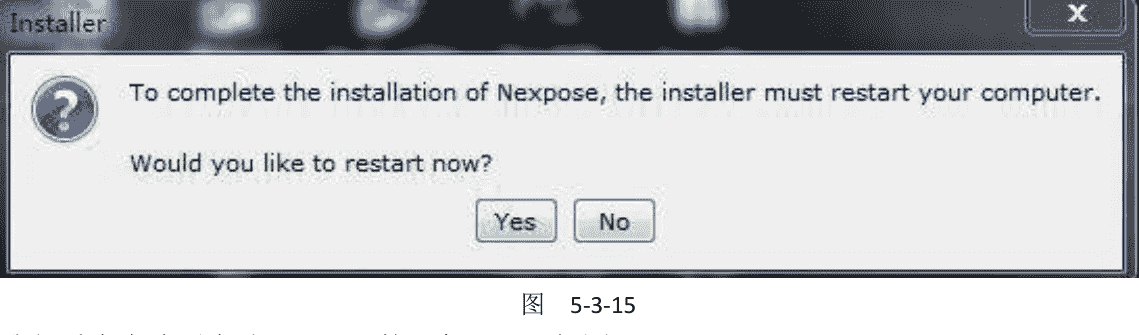 Installer
X
To complete the installation of Nexpose, the installer must restart your computer.
Would you like to restart now?
Yes
No
图 5-3-15